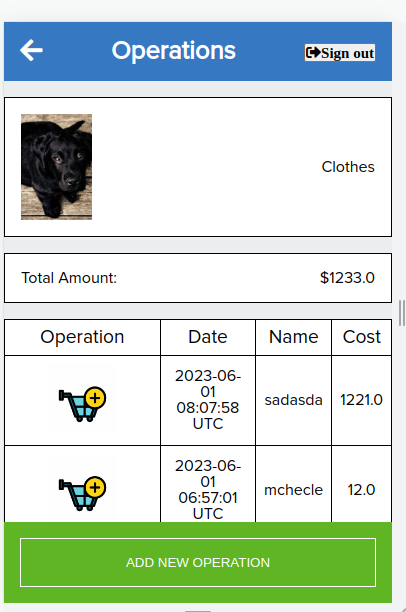 Operations
Sign out
Clothes
Total Amount: $1233.0
Operation Date Name Cost
2023-06-
01
08:07:58
UTC
sadasda 1221.0
2023-06-
01
06:57:01
UTC
mchecle 12.0
ADD NEW OPERATION